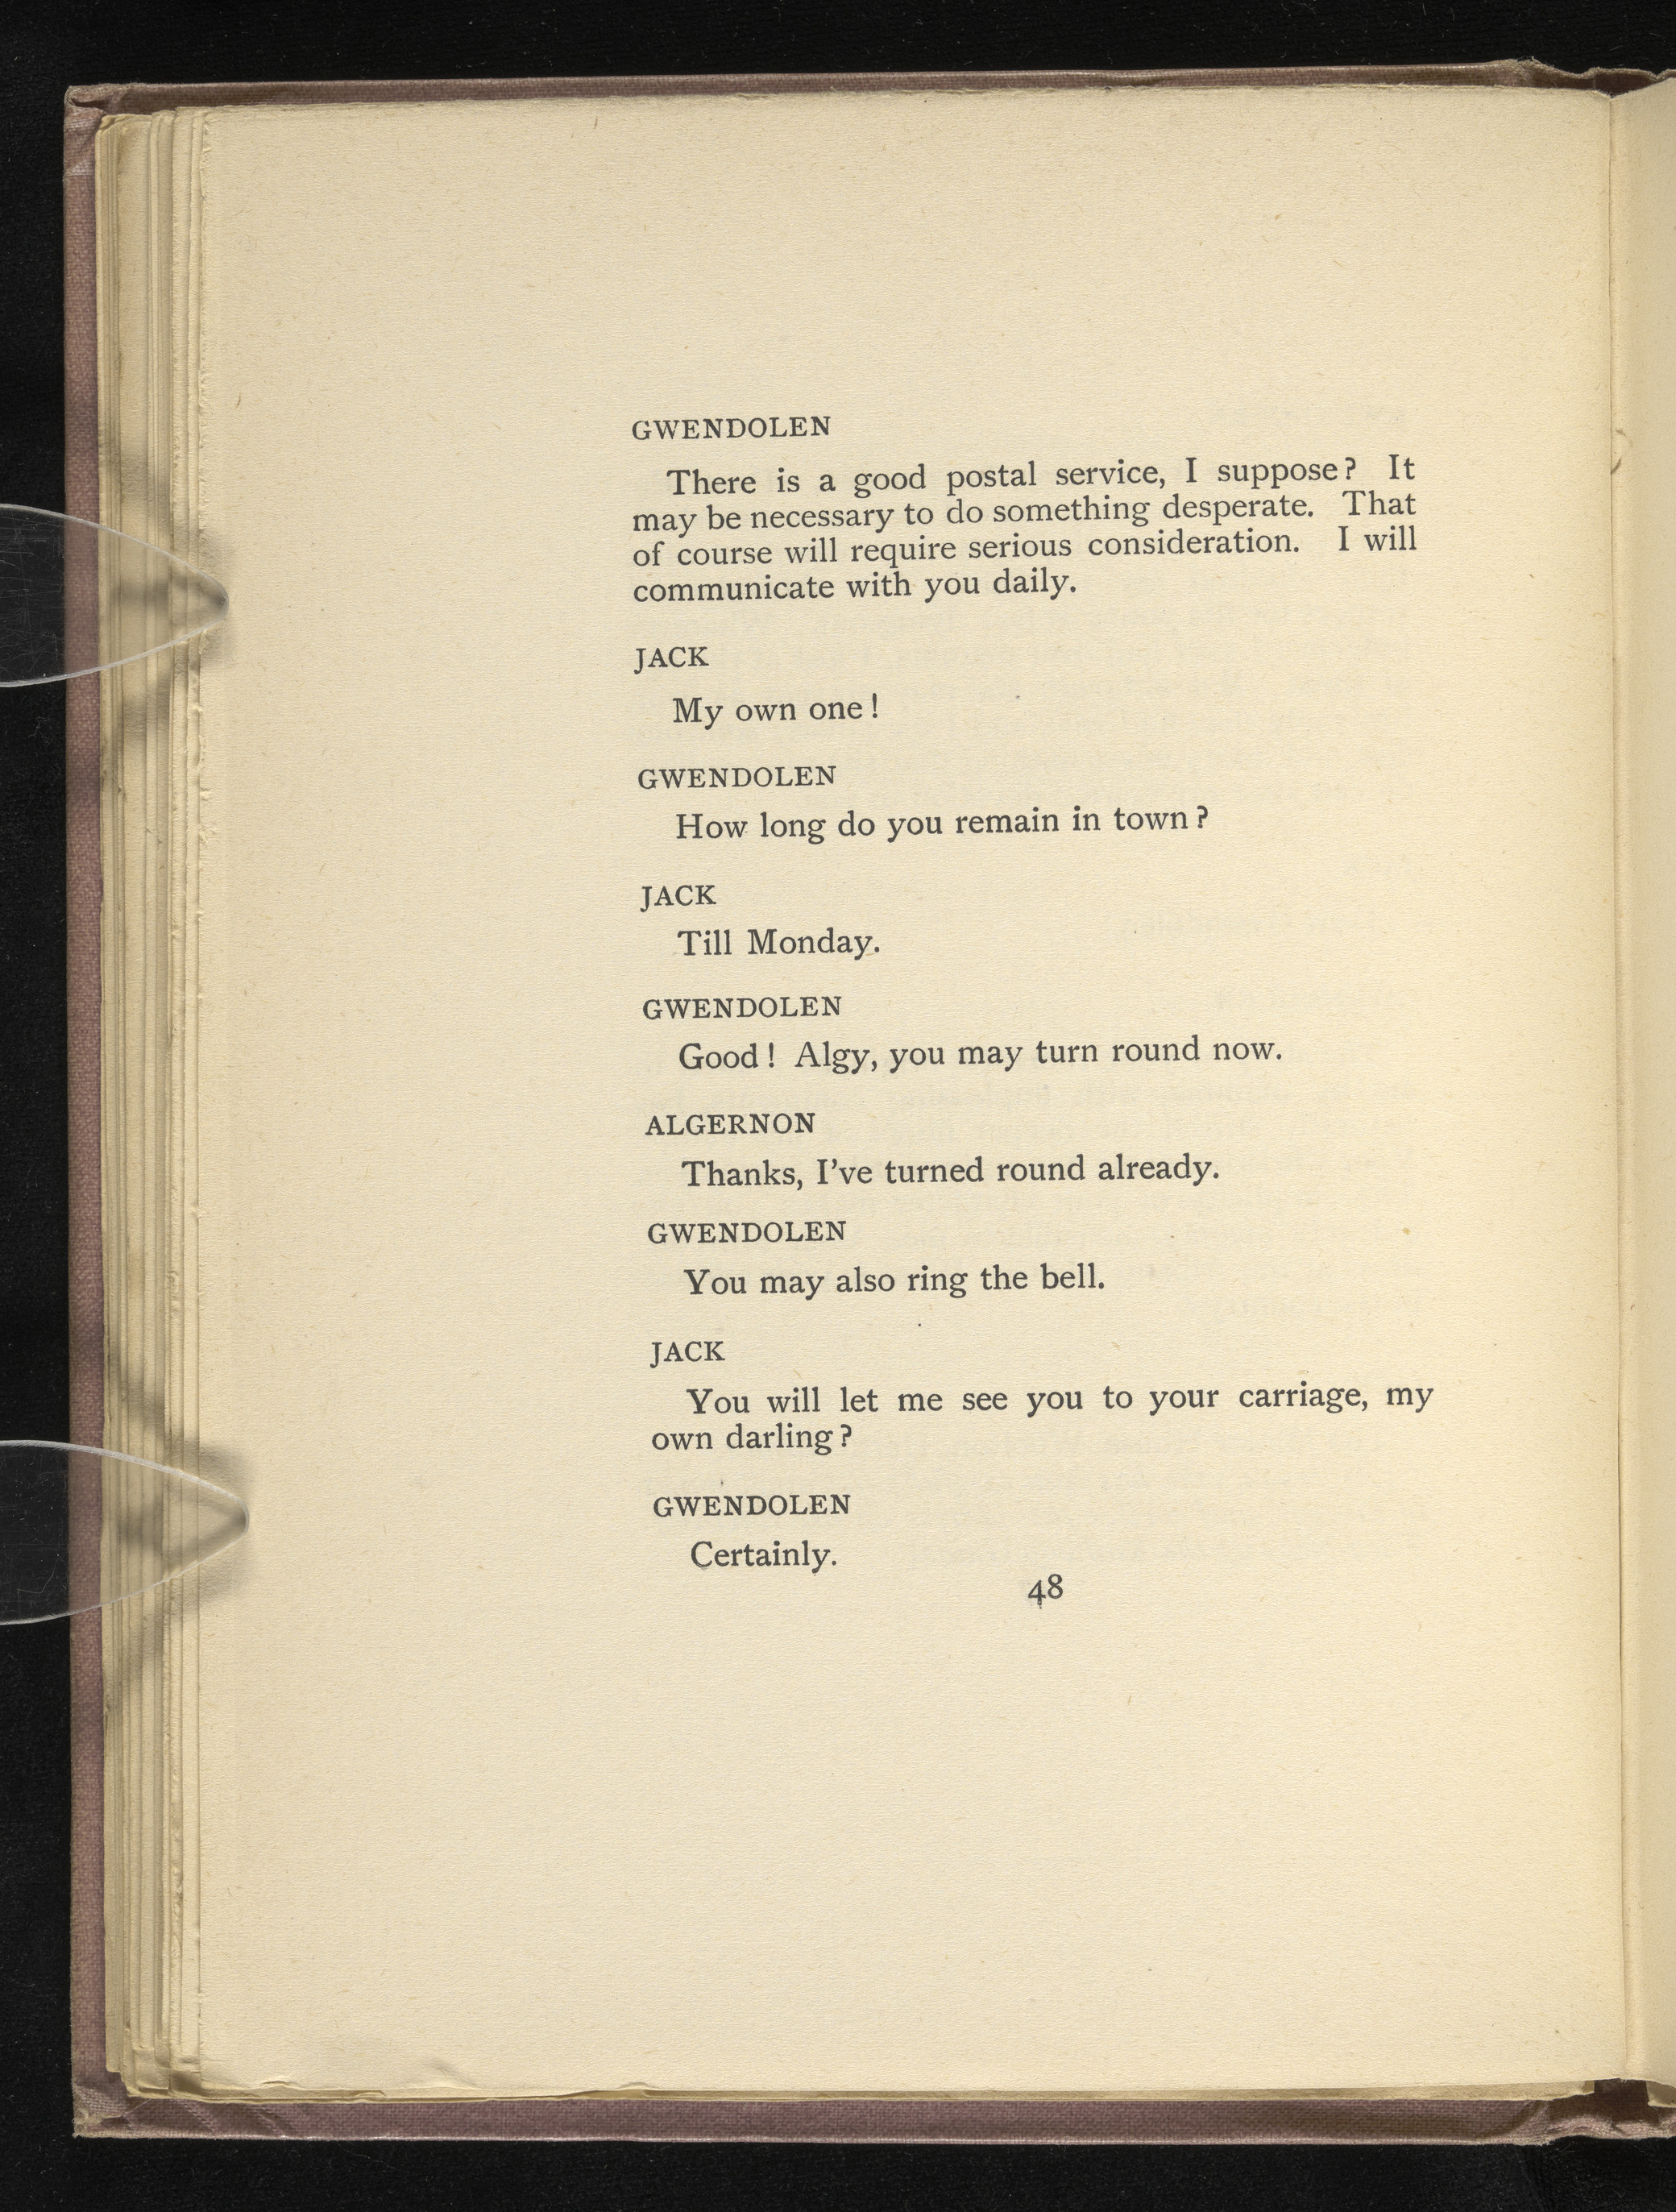 GWENDOLEN
There is a good postal service, I suppose? It
may be necessary to do something desperate. That
of course will require serious consideration. I will
communicate with you daily.
JACK
My own one!
GWENDOLEN
How long do you remain in town?
JACK
Till Monday.
GWENDOLEN
Good! Algy, you may turn round now.
ALGERNON
Thanks, I've turned round already.
GWENDOLEN
You may also ring the bell.
JACK
You will let me see you to your carriage, my
own darling?
GWENDOLEN
Certainly.
48